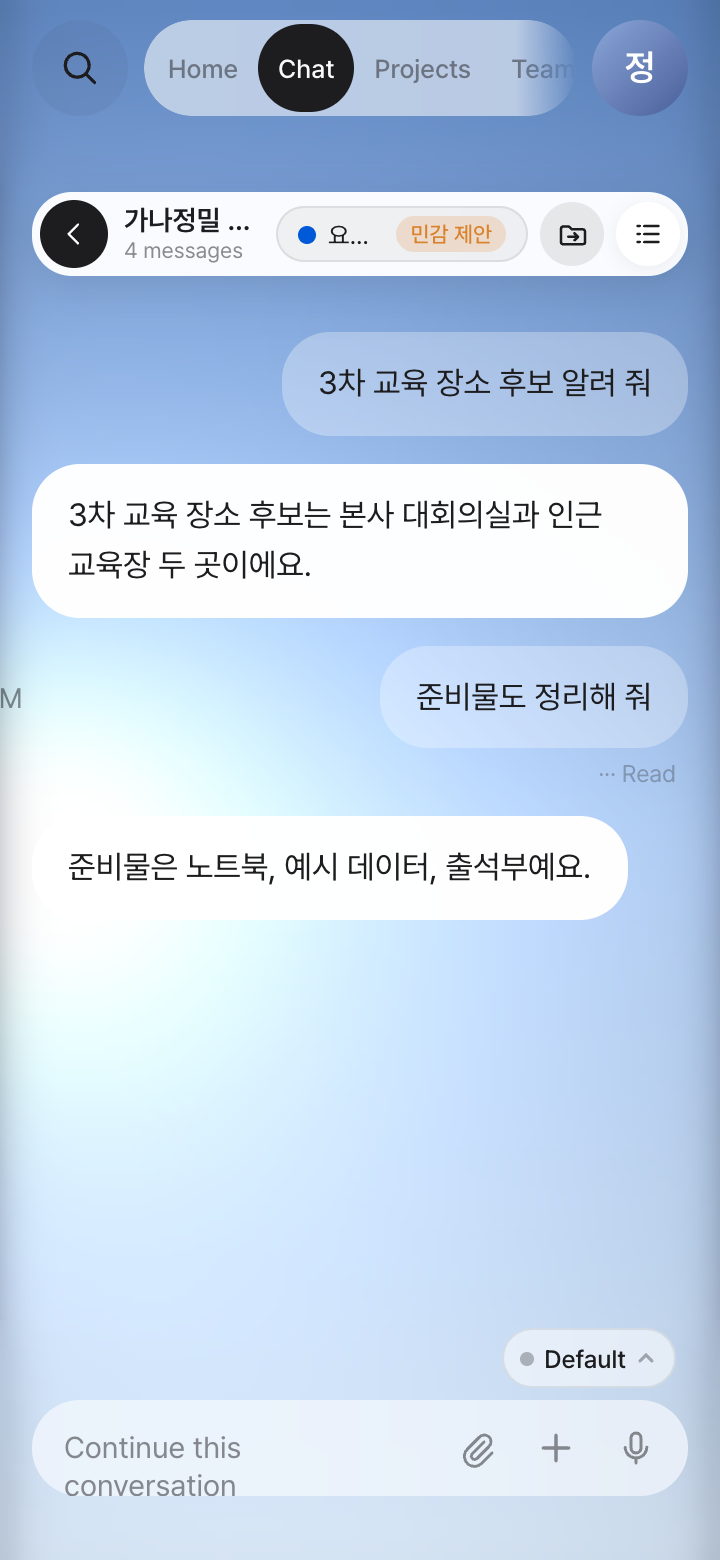 Home
Chat
Projects
Team
정
가나정밀 ...
4 messages
요...
민감 제안
3차 교육 장소 후보 알려 줘
3차 교육 장소 후보는 본사 대회의실과 인근
교육장 두 곳이에요.
M
준비물도 정리해 줘
··· Read
준비물은 노트북, 예시 데이터, 출석부예요.
Default
Continue this
conversation